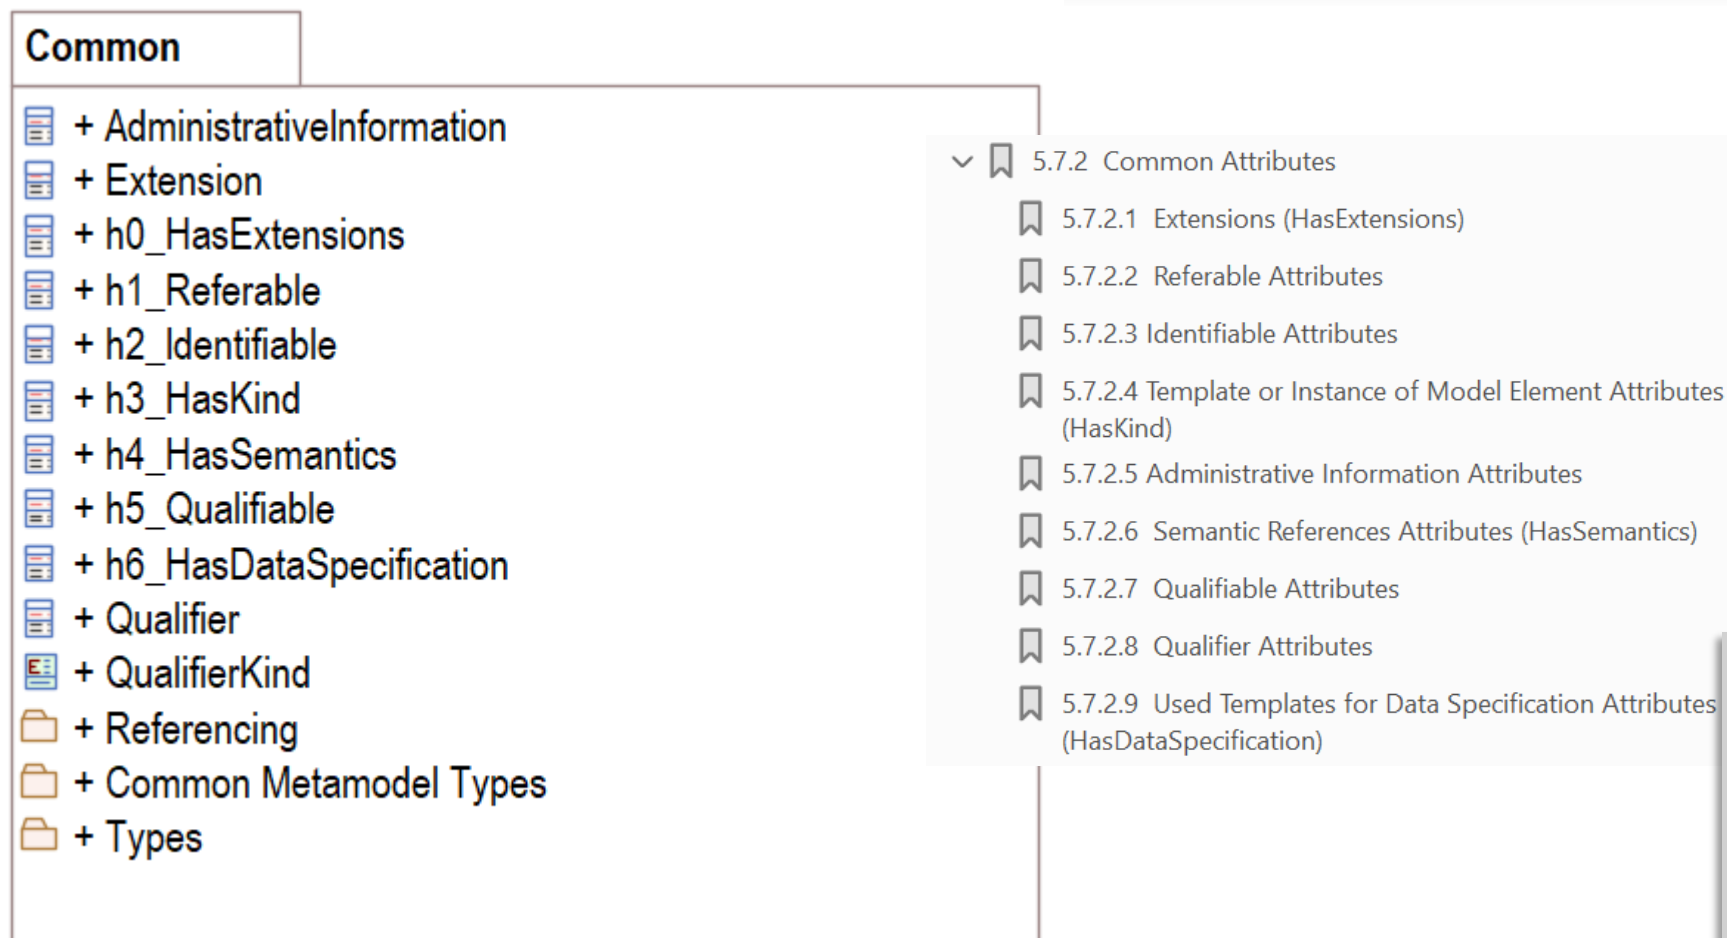 Common
+ AdministrativeInformation
+ Extension
+ h0_HasExtensions
+ h1_Referable
+ h2_Identifiable
+ h3_HasKind
+ h4_HasSemantics
+ h5_Qualifiable
+ h6_HasDataSpecification
+ Qualifier
E
+ QualifierKind
+ Referencing
+ Common Metamodel Types
+ Types
5.7.2 Common Attributes
5.7.2.1 Extensions (HasExtensions)
5.7.2.2 Referable Attributes
5.7.2.3 Identifiable Attributes
5.7.2.4 Template or Instance of Model Element Attributes
(HasKind)
5.7.2.5 Administrative Information Attributes
5.7.2.6 Semantic References Attributes (HasSemantics)
5.7.2.7 Qualifiable Attributes
5.7.2.8 Qualifier Attributes
5.7.2.9 Used Templates for Data Specification Attributes
(HasDataSpecification)